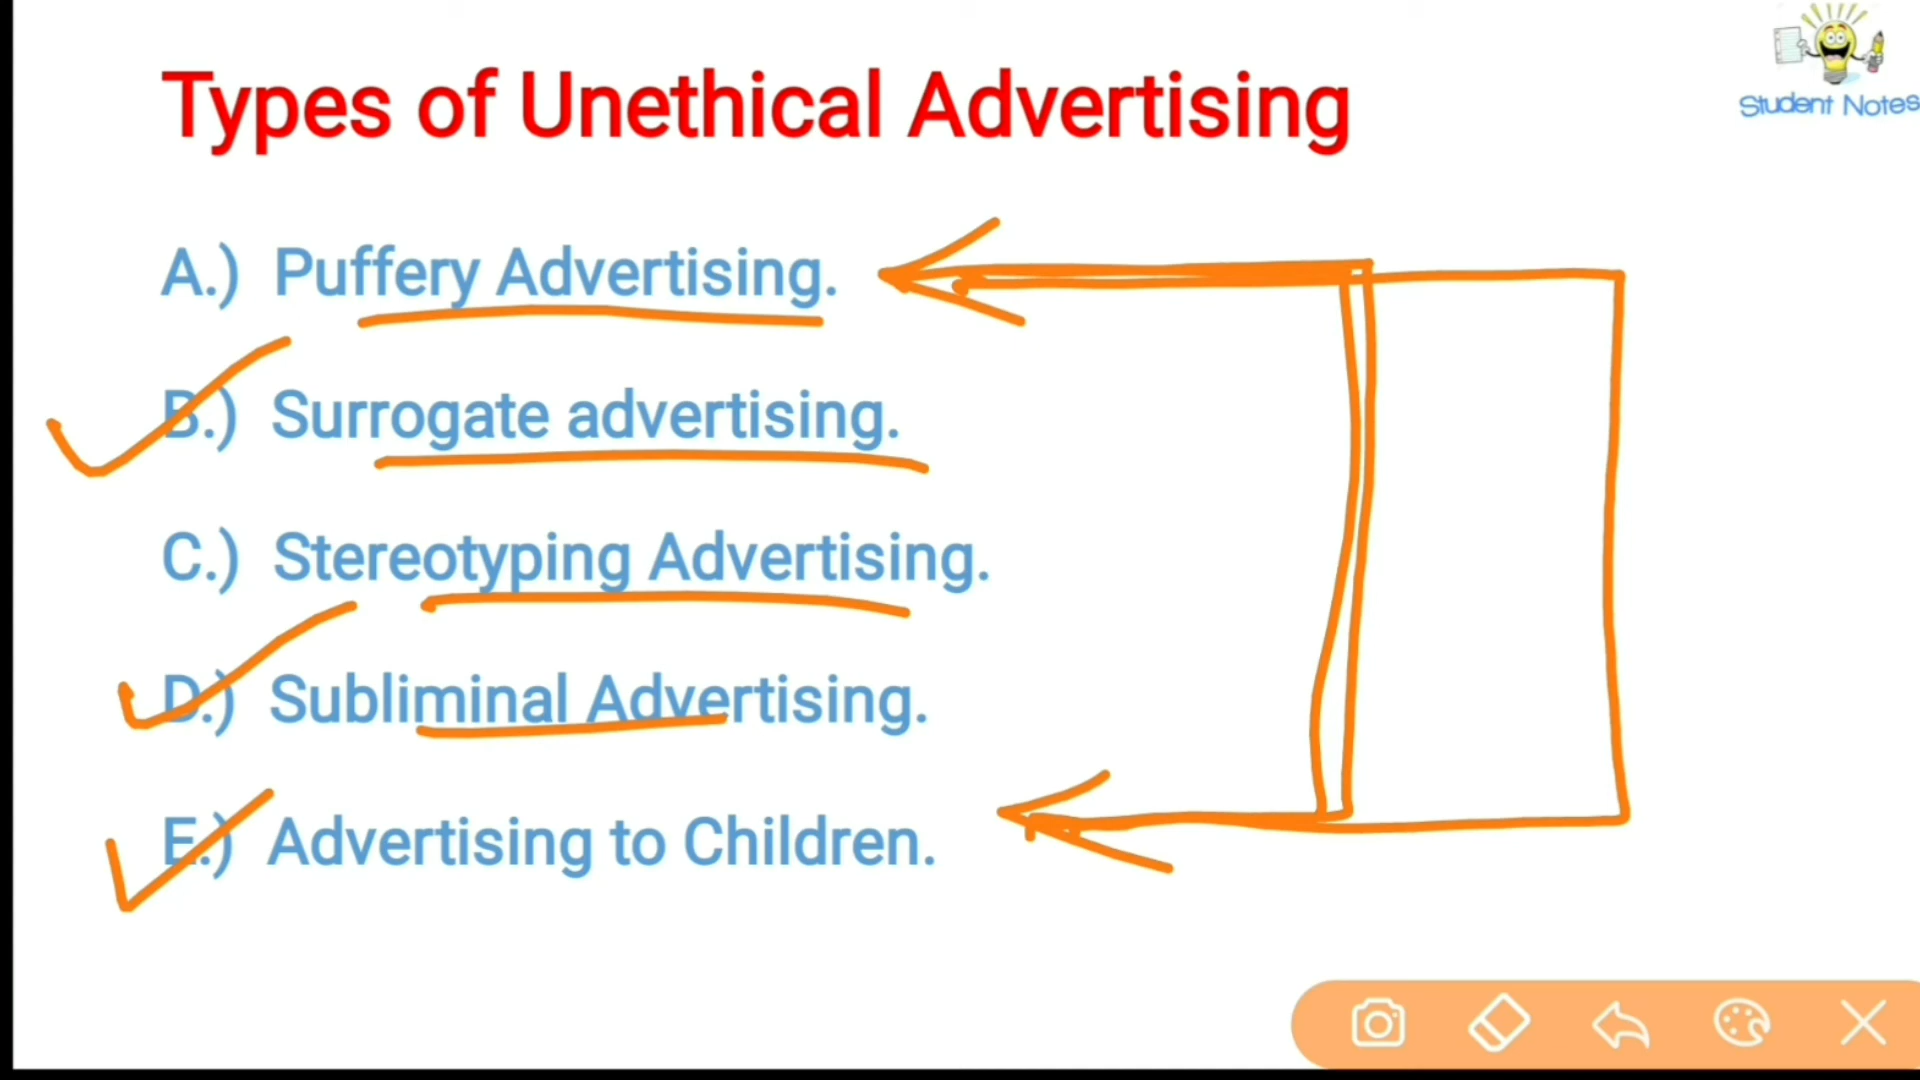 Types of Unethical Advertising
Student Notes
A.) Puffery Advertising.
B.) Surrogate advertising.
C.) Stereotyping Advertising.
D.) Subliminal Advertising.
E.) Advertising to Children.